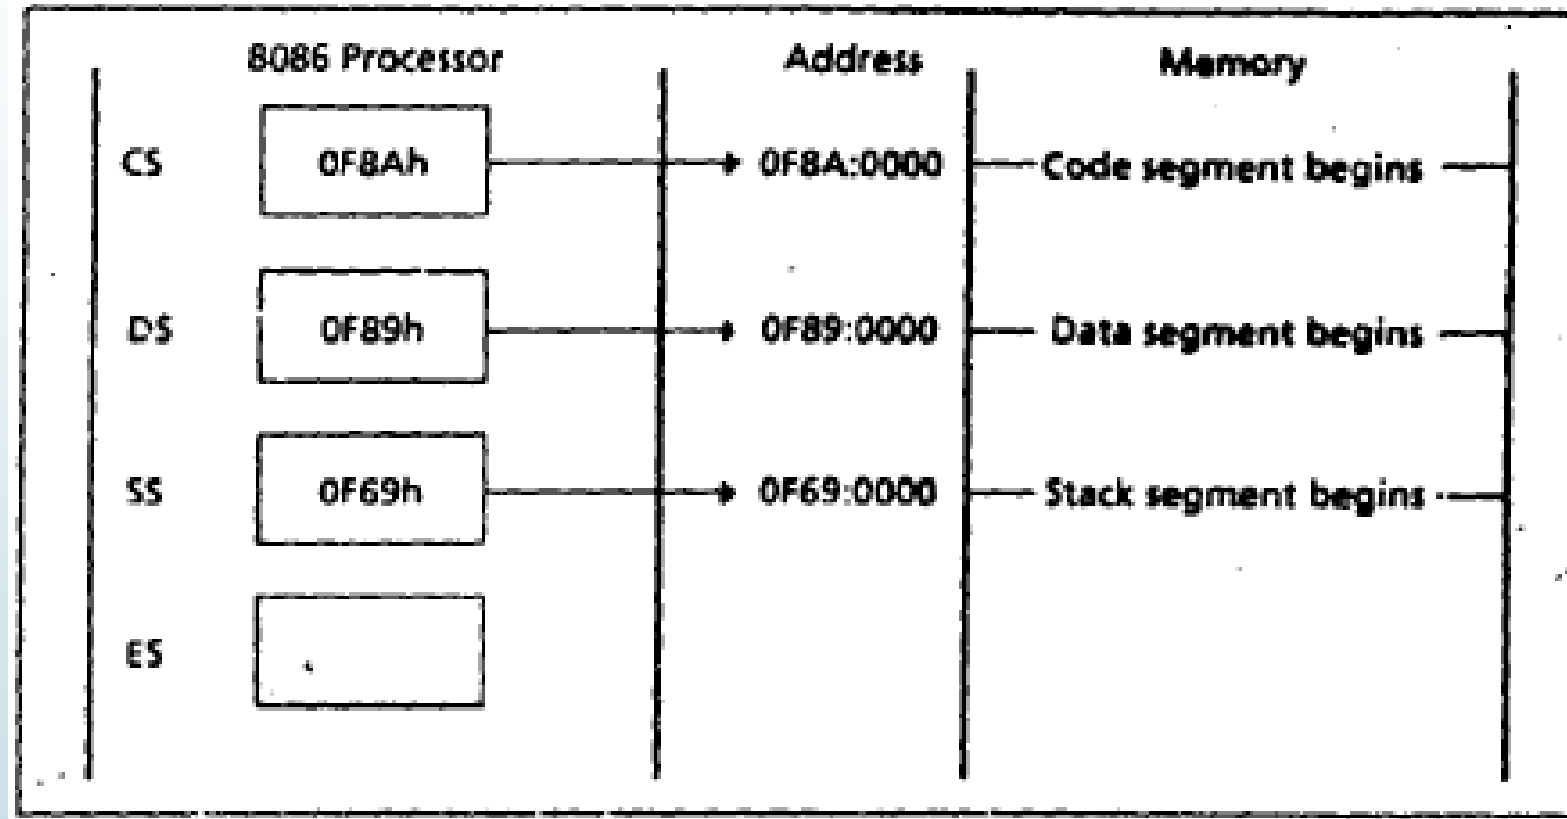 8086 Processor Address Memory
CS 0F8Ah 0F8A:0000 Code segment begins
DS 0F89h 0F89:0000 Data segment begins
SS 0F69h 0F69:0000 Stack segment begins
ES